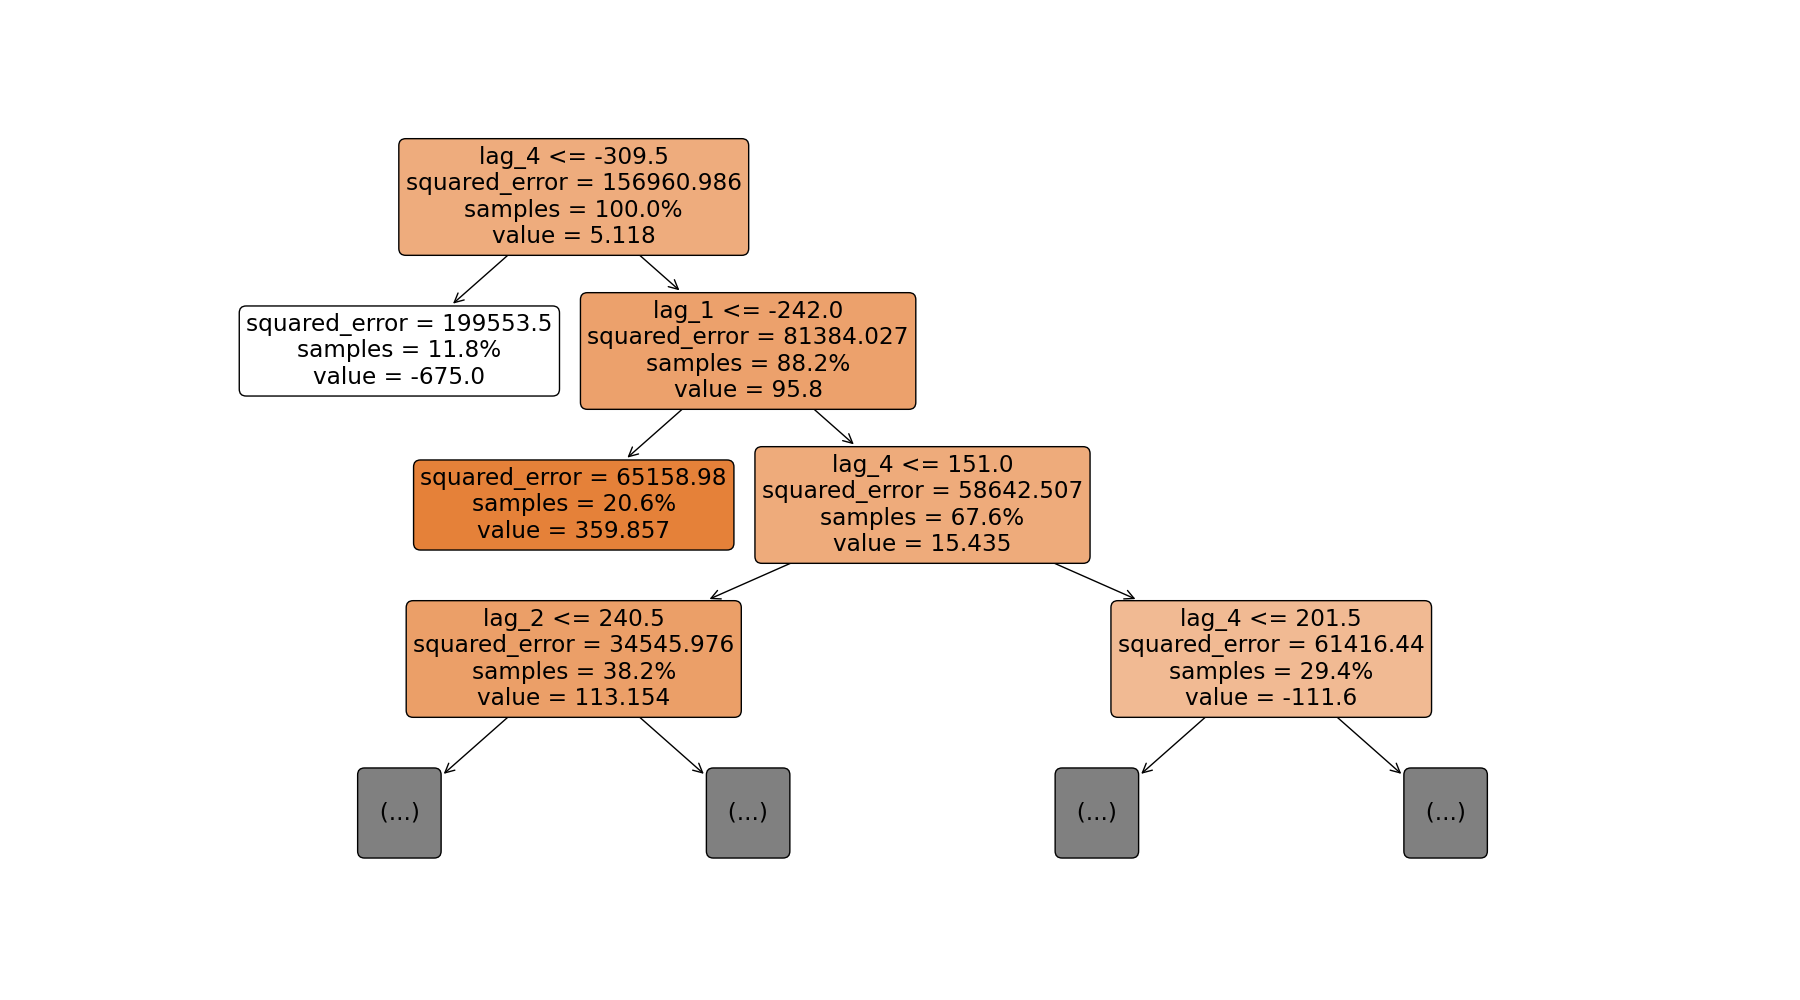 lag_4 <= -309.5
squared_error = 156960.986
samples = 100.0%
value = 5.118
squared_error = 199553.5
samples = 11.8%
value = -675.0
lag_1 <= -242.0
squared_error = 81384.027
samples = 88.2%
value = 95.8
squared_error = 65158.98
samples = 20.6%
value = 359.857
lag_4 <= 151.0
squared_error = 58642.507
samples = 67.6%
value = 15.435
lag_2 <= 240.5
squared_error = 34545.976
samples = 38.2%
value = 113.154
lag_4 <= 201.5
squared_error = 61416.44
samples = 29.4%
value = -111.6
(...)
(...)
(...)
(...)